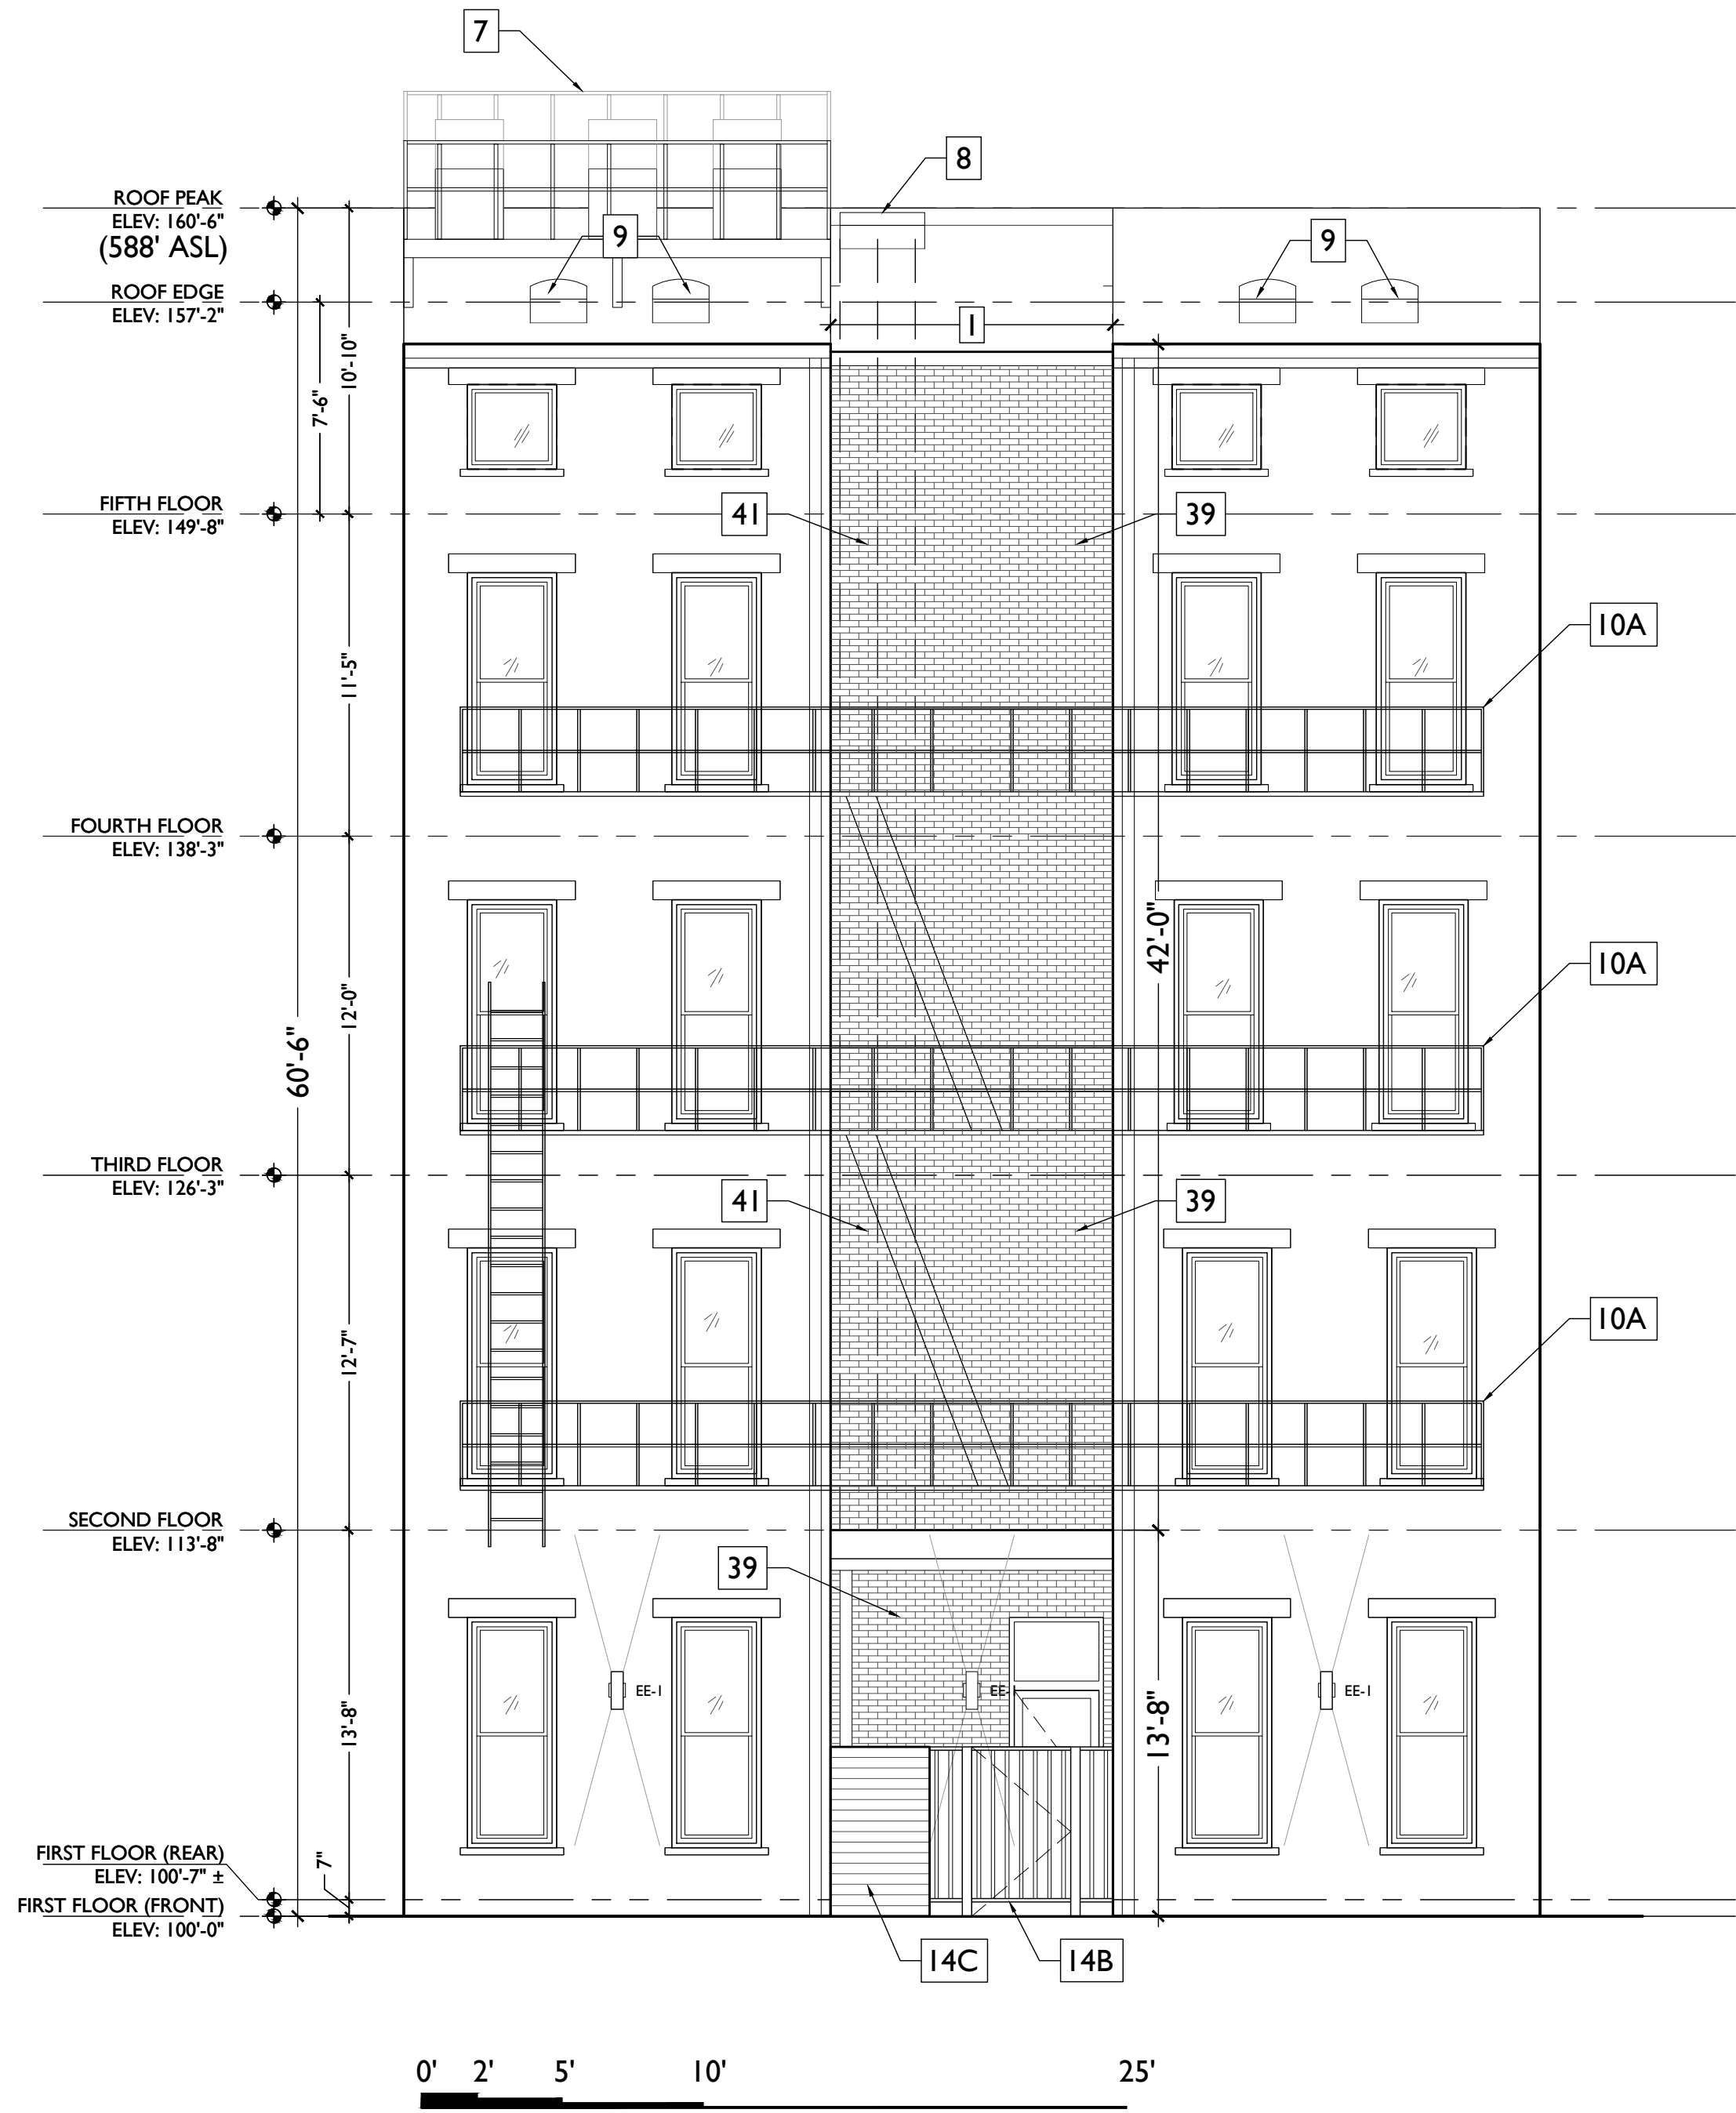 7
8
ROOF PEAK
ELEV: 160'-6"
(588' ASL)
9
9
ROOF EDGE
ELEV: 157'-2"
1
10'-10"
7'-6"
FIFTH FLOOR
ELEV: 149'-8"
41
39
10A
11'-5"
FOURTH FLOOR
ELEV: 138'-3"
42'-0"
10A
12'-0"
60'-6"
THIRD FLOOR
ELEV: 126'-3"
41
39
10A
12'-7"
SECOND FLOOR
ELEV: 113'-8"
39
EE-1
EE-1
EE-1
13'-8"
13'-8"
FIRST FLOOR (REAR)
ELEV: 100'-7" ±
7"
FIRST FLOOR (FRONT)
ELEV: 100'-0"
14C
14B
0' 2' 5' 10' 25'